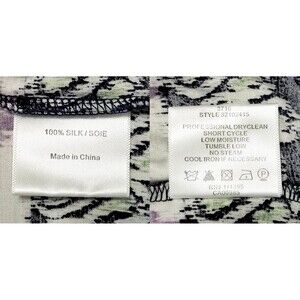 100% SILK / SOIE
Made in China
STYLE 32102415
PROFESSIONAL DRYCLEAN
SHORT CYCLE
LOW MOISTURE
TUMBLE LOW
NO STEAM
COOL IRON IF NECESSARY